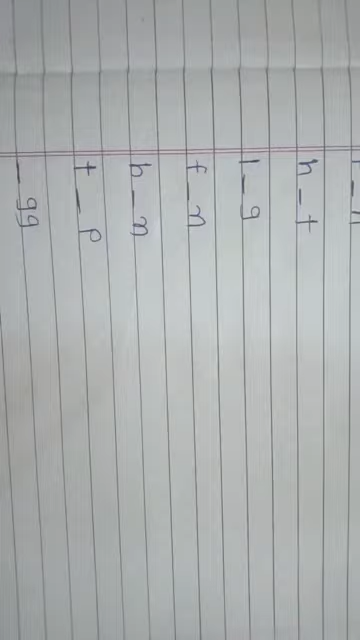 h_t
l_g
f_n
b_n
t_p
_gg